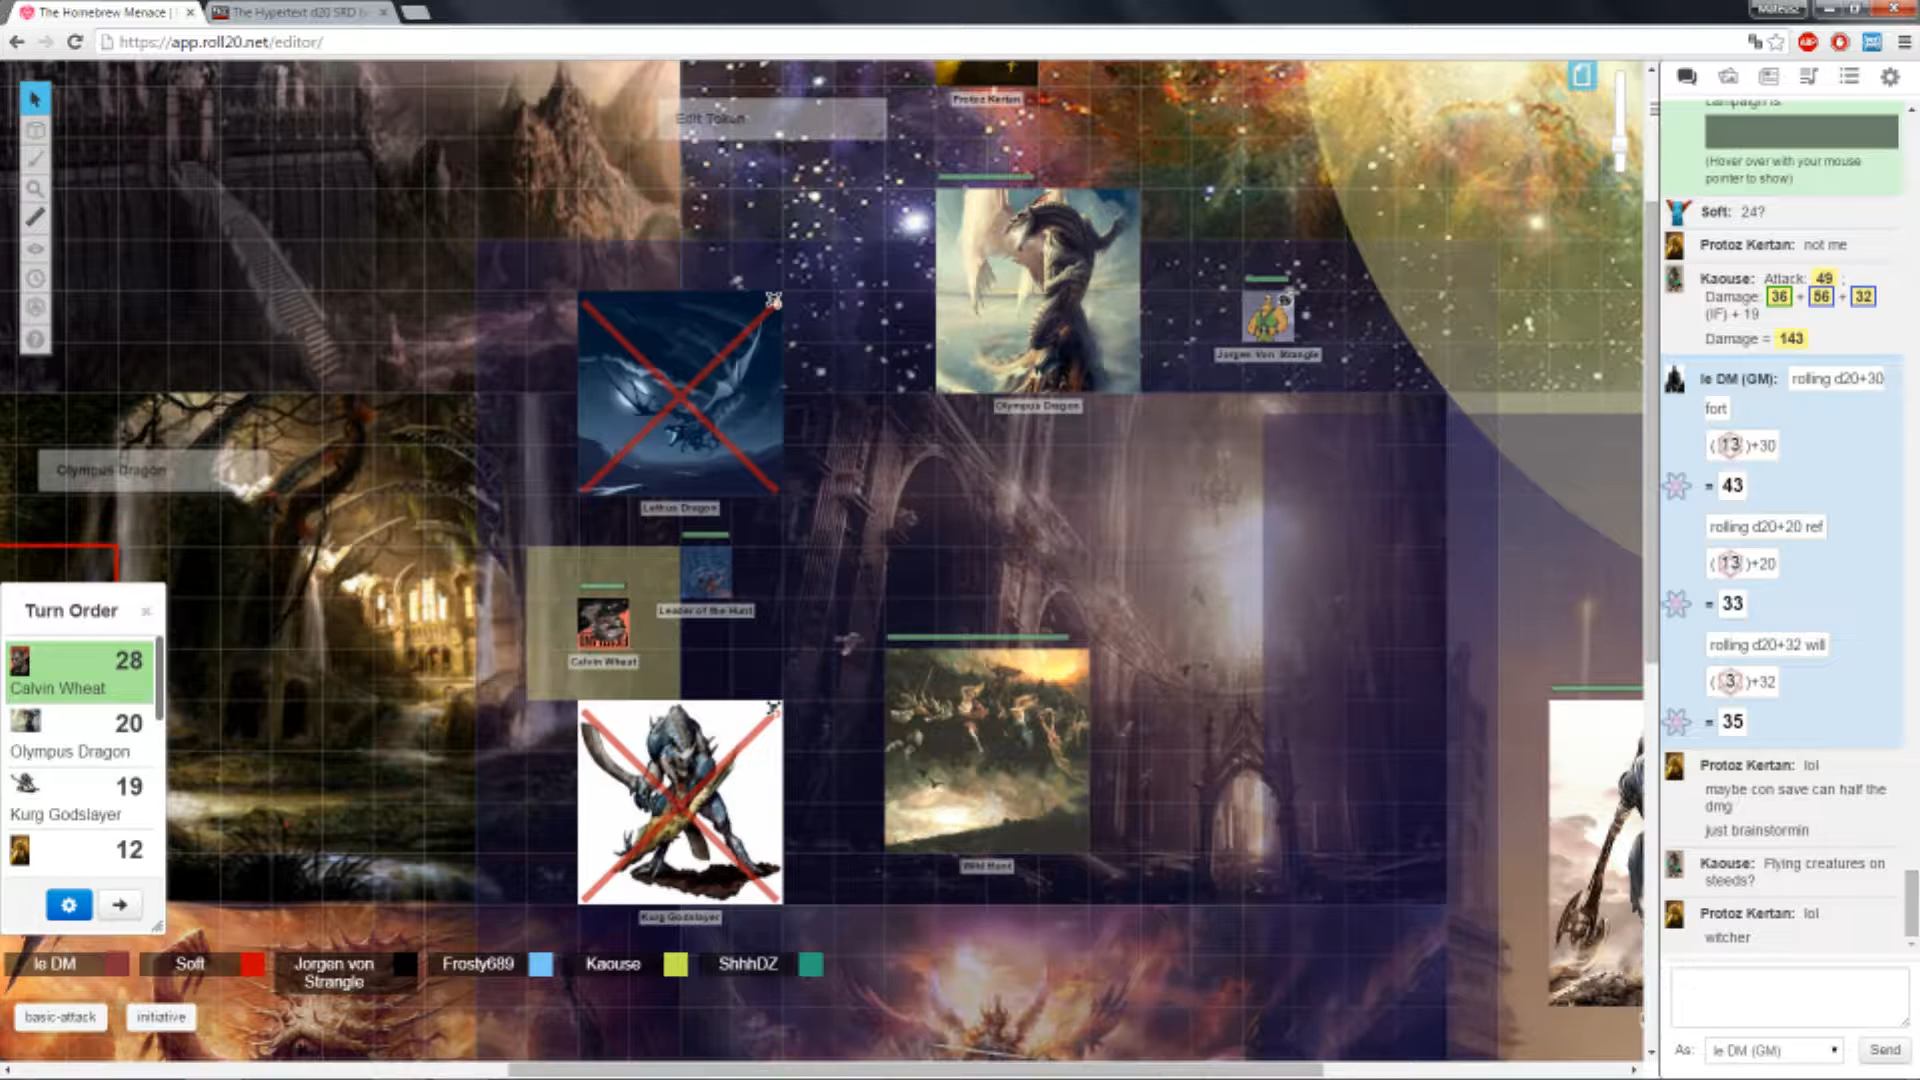 The Homebrew Menace |
The Hypertext d20 SRD
Mateusz
https://app.roll20.net/editor/
Protoz Kertan
Edit Token
Olympus Dragon
Jorgen Von Strangle
Olympus Dragon
Lethus Dragon
Leader of the Hunt
Calvin Wheat
Wild Hunt
Kurg Godslayer
Turn Order
28
Calvin Wheat
20
Olympus Dragon
19
Kurg Godslayer
12
le DM
Soft
Jorgen von
Strangle
Frosty689
Kaouse
ShhhDZ
basic-attack
initiative
campaign is:
(Hover over with your mouse
pointer to show)
Soft: 24?
Protoz Kertan: not me
Kaouse: Attack: 49 ;
Damage: 36 + 56 + 32
(IF) + 19
Damage = 143
le DM (GM): rolling d20+30
fort
(13)+30
= 43
rolling d20+20 ref
(13)+20
= 33
rolling d20+32 will
(3)+32
= 35
Protoz Kertan: lol
maybe con save can half the
dmg
just brainstormin
Kaouse: Flying creatures on
steeds?
Protoz Kertan: lol
witcher
As: le DM (GM)
Send